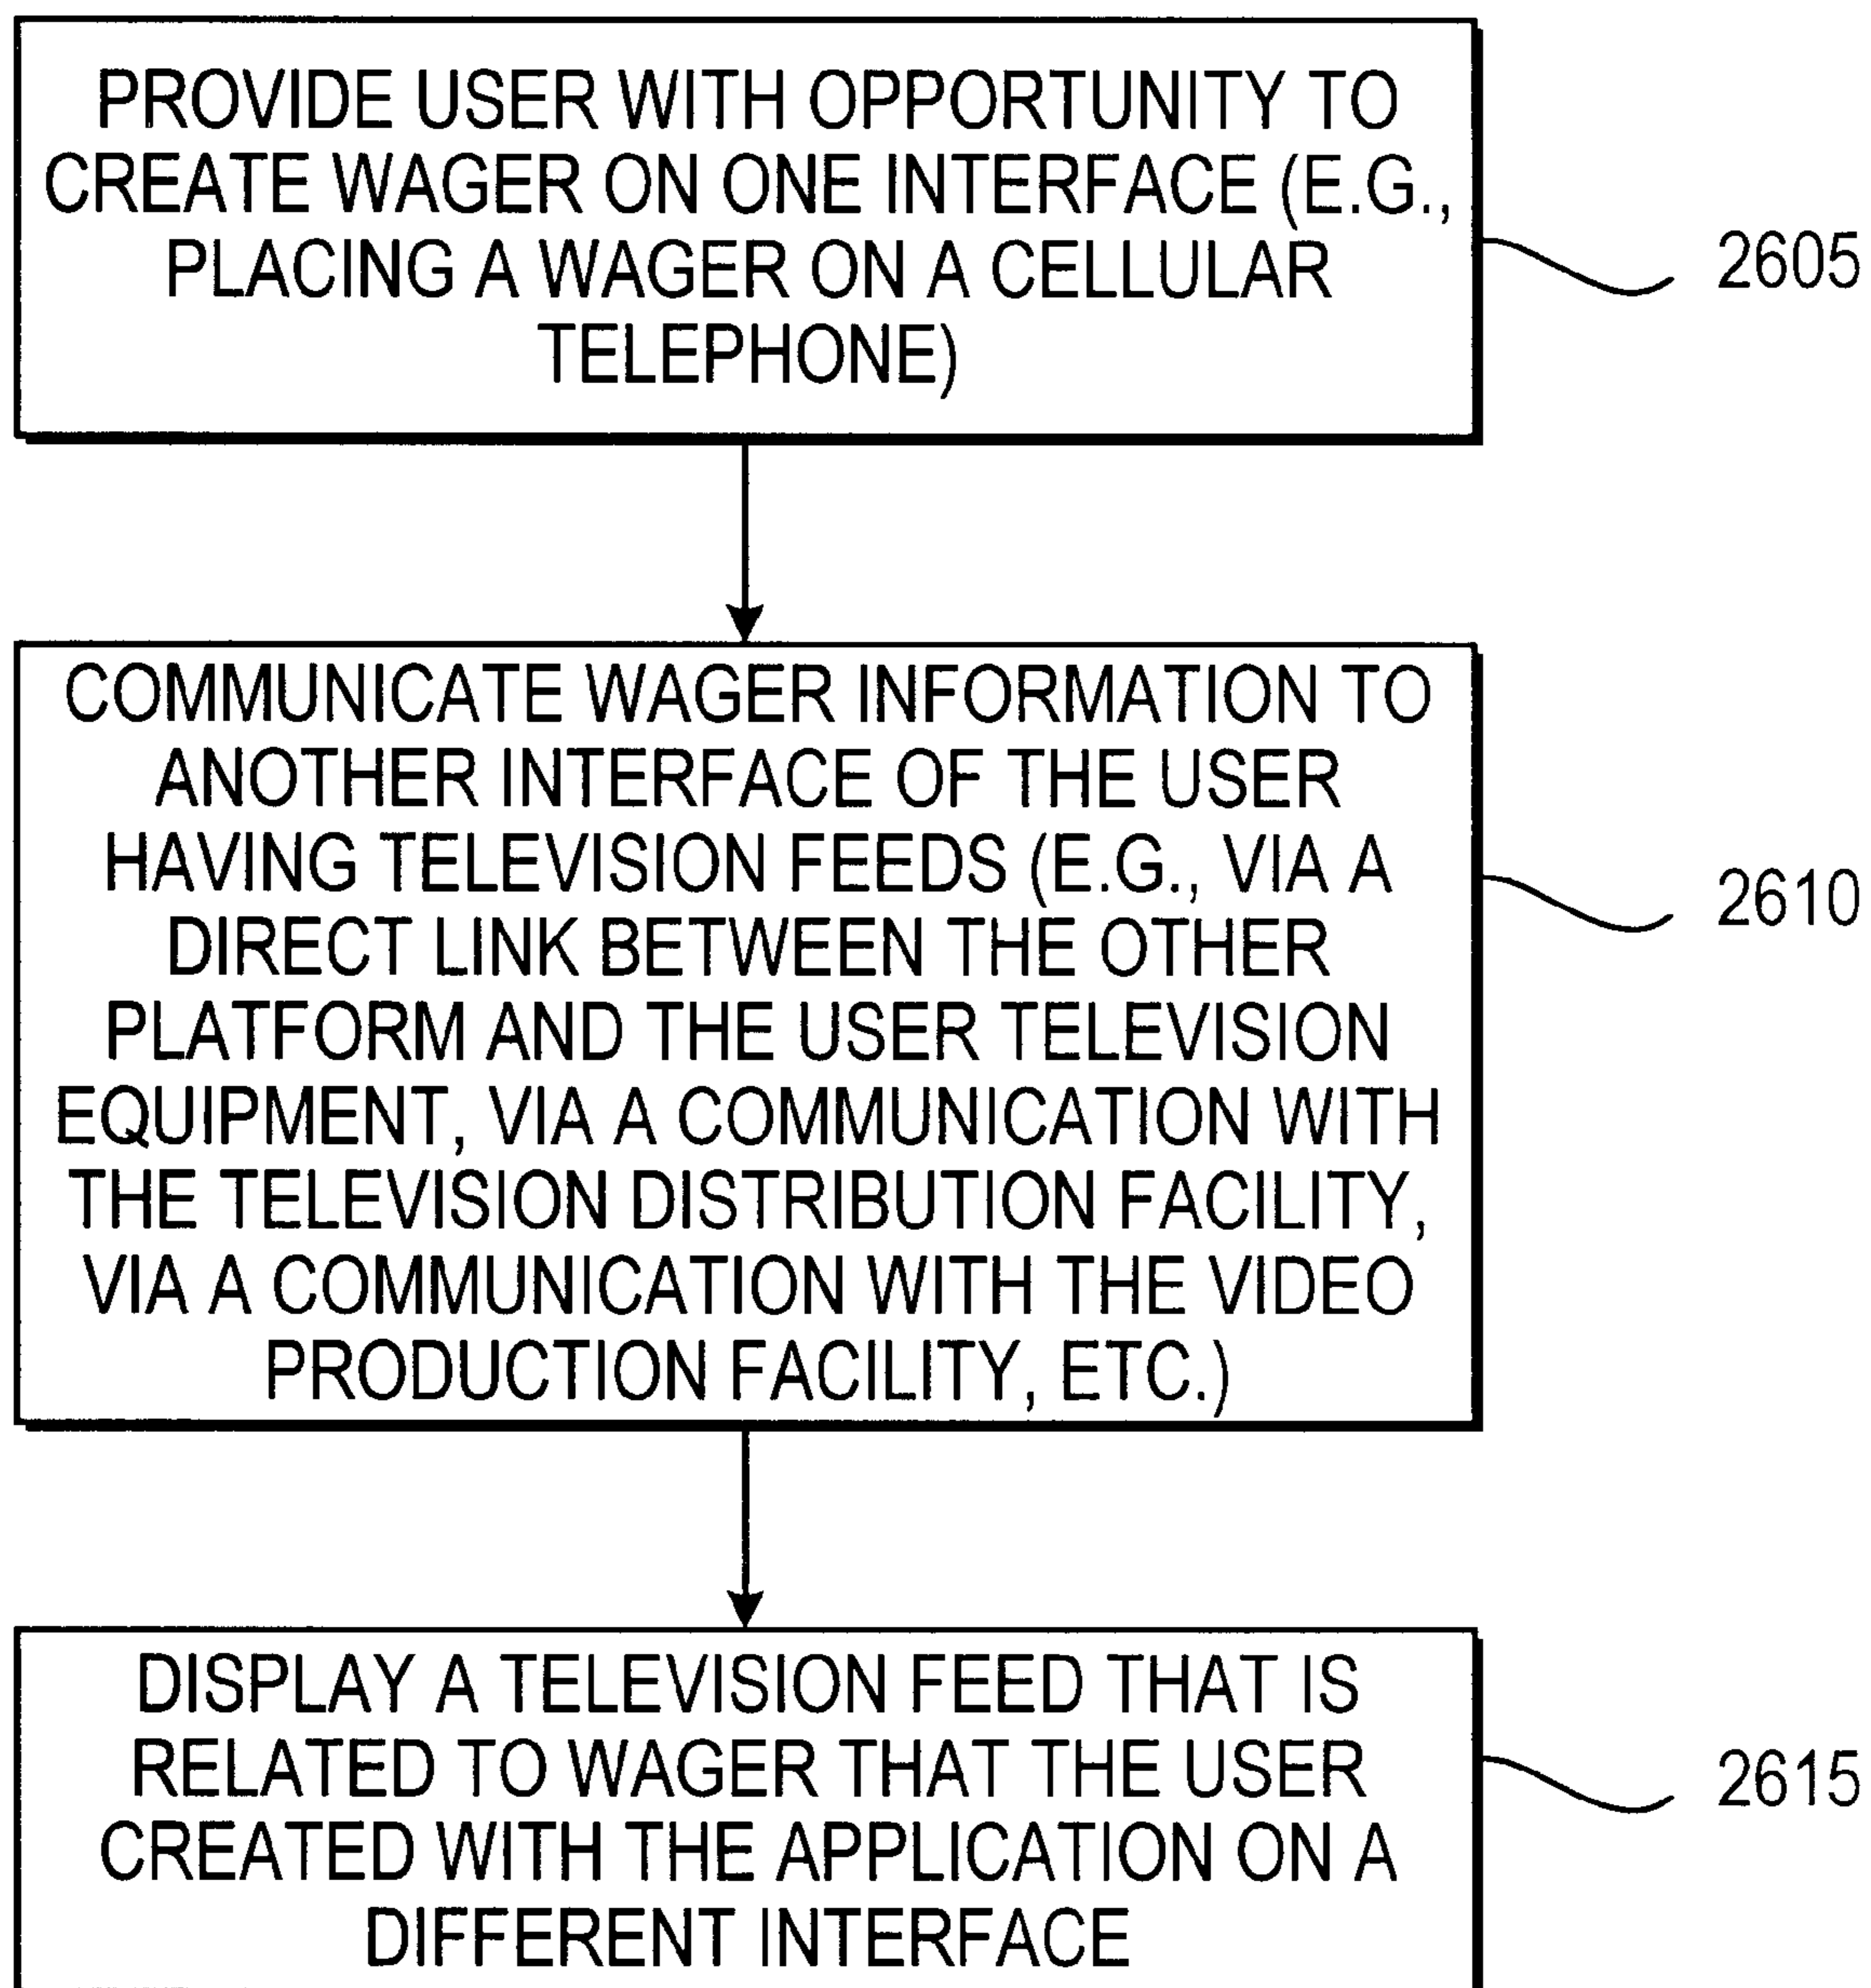 PROVIDE USER WITH OPPORTUNITY TO
CREATE WAGER ON ONE INTERFACE (E.G.,
PLACING A WAGER ON A CELLULAR
TELEPHONE)
2605
COMMUNICATE WAGER INFORMATION TO
ANOTHER INTERFACE OF THE USER
HAVING TELEVISION FEEDS (E.G., VIA A
DIRECT LINK BETWEEN THE OTHER
PLATFORM AND THE USER TELEVISION
EQUIPMENT, VIA A COMMUNICATION WITH
THE TELEVISION DISTRIBUTION FACILITY,
VIA A COMMUNICATION WITH THE VIDEO
PRODUCTION FACILITY, ETC.)
2610
DISPLAY A TELEVISION FEED THAT IS
RELATED TO WAGER THAT THE USER
CREATED WITH THE APPLICATION ON A
DIFFERENT INTERFACE
2615